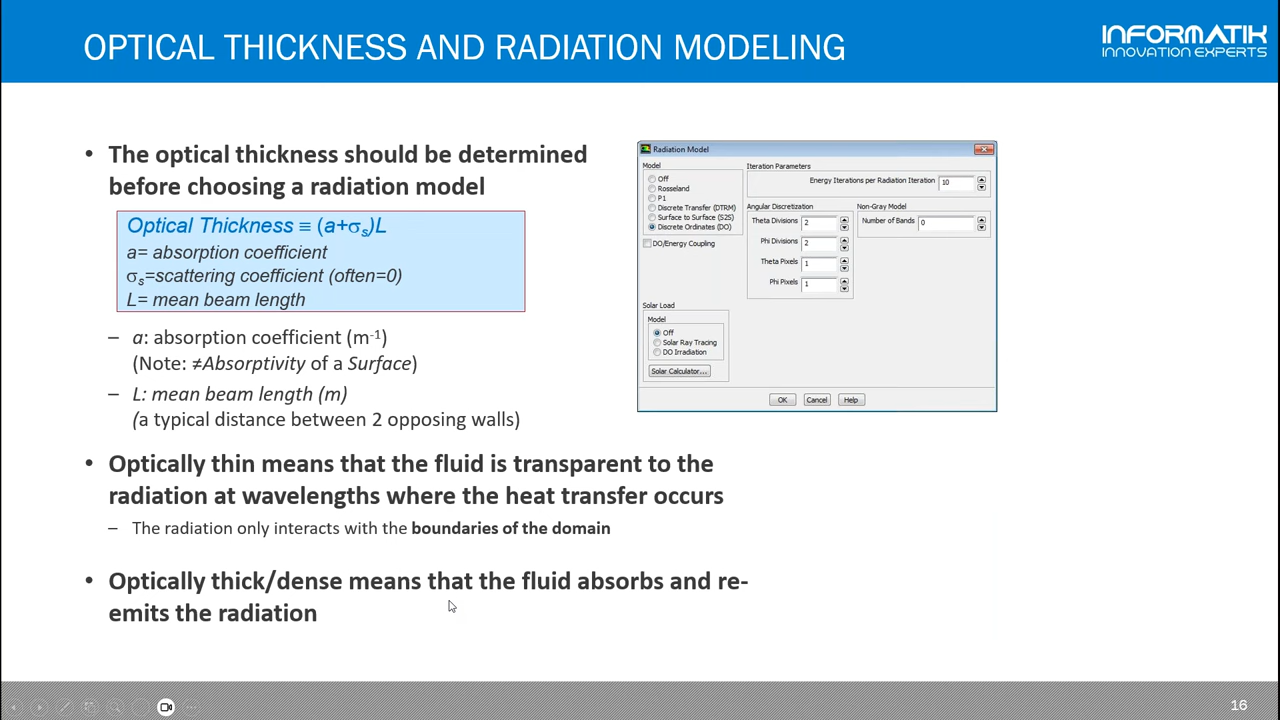 OPTICAL THICKNESS AND RADIATION MODELING
INFORMATIK
INNOVATION EXPERTS
• The optical thickness should be determined
before choosing a radiation model
Optical Thickness ≡ (a+σs)L
a= absorption coefficient
σs=scattering coefficient (often=0)
L= mean beam length
– a: absorption coefficient (m-1)
(Note: ≠Absorptivity of a Surface)
– L: mean beam length (m)
(a typical distance between 2 opposing walls)
• Optically thin means that the fluid is transparent to the
radiation at wavelengths where the heat transfer occurs
– The radiation only interacts with the boundaries of the domain
• Optically thick/dense means that the fluid absorbs and re-
emits the radiation
Radiation Model
Model
Off
Rosseland
P1
Discrete Transfer (DTRM)
Surface to Surface (S2S)
Discrete Ordinates (DO)
DO/Energy Coupling
Iteration Parameters
Energy Iterations per Radiation Iteration 10
Angular Discretization
Theta Divisions 2
Phi Divisions 2
Theta Pixels 1
Phi Pixels 1
Non-Gray Model
Number of Bands 0
Solar Load
Model
Off
Solar Ray Tracing
DO Irradiation
Solar Calculator...
OK Cancel Help
16